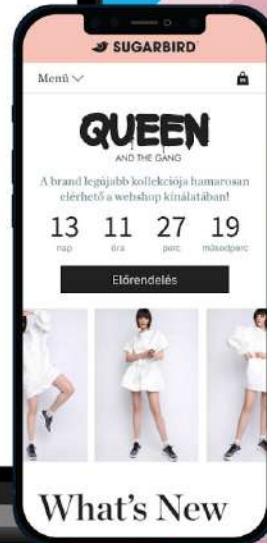 SUGARBIRD
Menü
QUEEN
AND THE GANG
A brand legújabb kollekciója hamarosan
elérhető a webshop kínálatában!
13 11 27 19
nap óra perc másodperc
Előrendelés
What's New